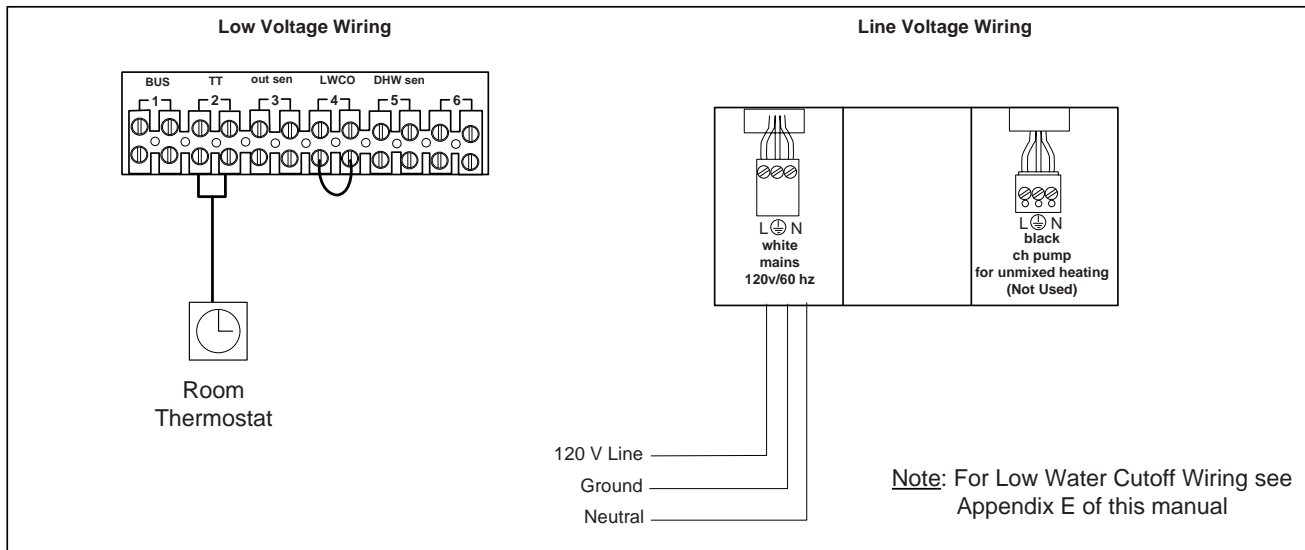 Low Voltage Wiring
Line Voltage Wiring
BUS TT out sen LWCO DHW sen
1 2 3 4 5 6
Room
Thermostat
L N
white
mains
120v/60 hz
L N
black
ch pump
for unmixed heating
(Not Used)
120 V Line
Ground
Neutral
Note: For Low Water Cutoff Wiring see
Appendix E of this manual